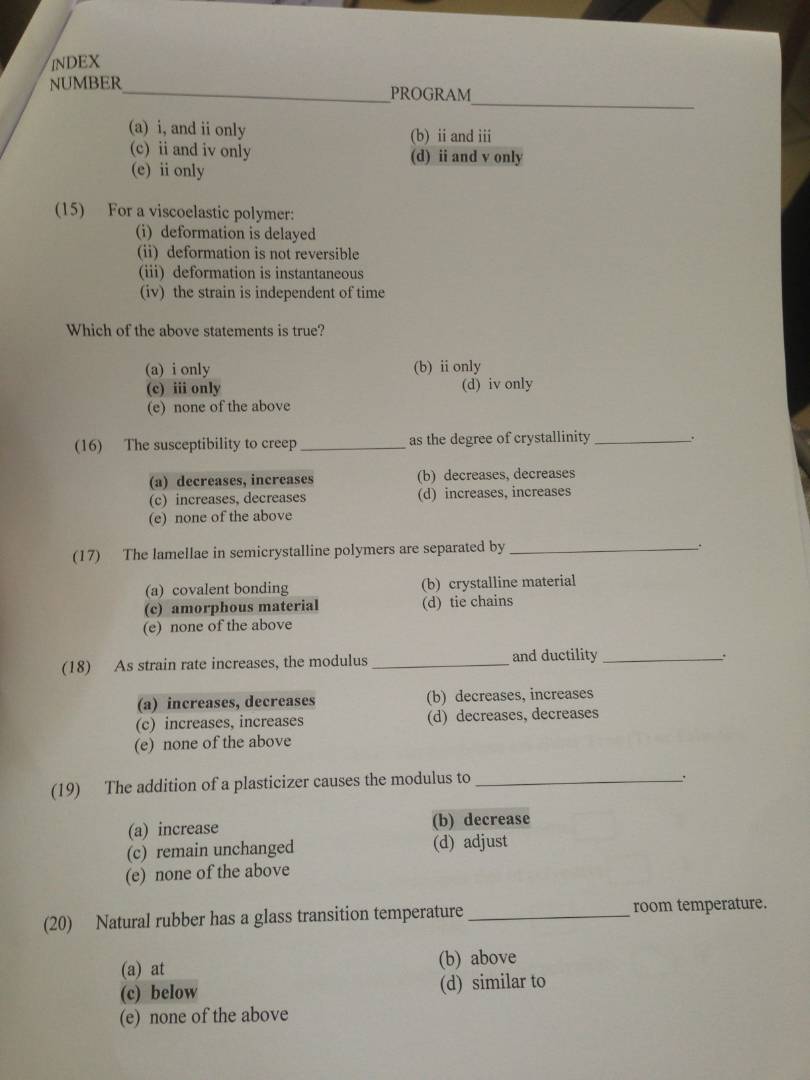 INDEX
NUMBER____________________PROGRAM____________________
(a) i, and ii only (b) ii and iii
(c) ii and iv only (d) ii and v only
(e) ii only
(15) For a viscoelastic polymer:
(i) deformation is delayed
(ii) deformation is not reversible
(iii) deformation is instantaneous
(iv) the strain is independent of time
Which of the above statements is true?
(a) i only (b) ii only
(c) iii only (d) iv only
(e) none of the above
(16) The susceptibility to creep ____________ as the degree of crystallinity ____________.
(a) decreases, increases (b) decreases, decreases
(c) increases, decreases (d) increases, increases
(e) none of the above
(17) The lamellae in semicrystalline polymers are separated by ____________________.
(a) covalent bonding (b) crystalline material
(c) amorphous material (d) tie chains
(e) none of the above
(18) As strain rate increases, the modulus ______________ and ductility ____________.
(a) increases, decreases (b) decreases, increases
(c) increases, increases (d) decreases, decreases
(e) none of the above
(19) The addition of a plasticizer causes the modulus to ____________________.
(a) increase (b) decrease
(c) remain unchanged (d) adjust
(e) none of the above
(20) Natural rubber has a glass transition temperature ________________ room temperature.
(a) at (b) above
(c) below (d) similar to
(e) none of the above